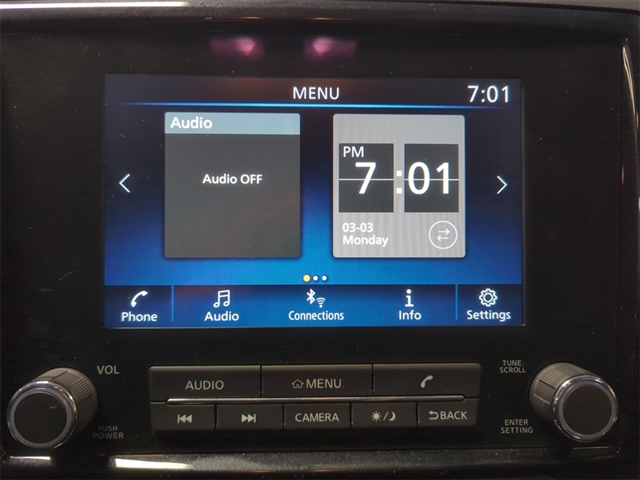 MENU 7:01
Audio
Audio OFF
PM
7:01
03-03
Monday
Phone Audio Connections Info Settings
VOL
TUNE·
SCROLL
AUDIO MENU
CAMERA BACK
PUSH
POWER
ENTER
SETTING